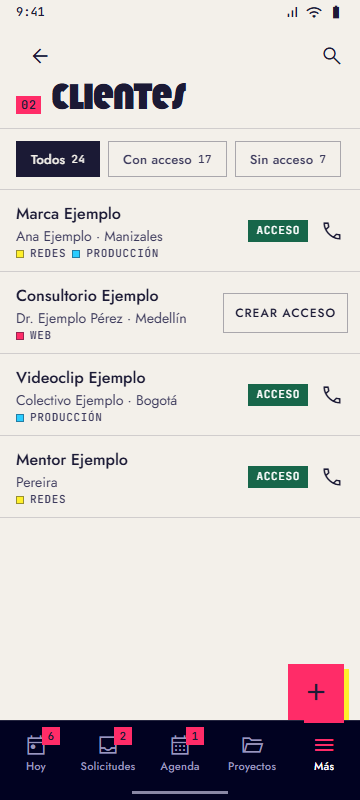 9:41
02 Clientes
Todos 24 Con acceso 17 Sin acceso 7
Marca Ejemplo
Ana Ejemplo · Manizales
REDES PRODUCCIÓN
ACCESO
Consultorio Ejemplo
Dr. Ejemplo Pérez · Medellín
WEB
CREAR ACCESO
Videoclip Ejemplo
Colectivo Ejemplo · Bogotá
PRODUCCIÓN
ACCESO
Mentor Ejemplo
Pereira
REDES
ACCESO
+
6 2 1
Hoy Solicitudes Agenda Proyectos Más